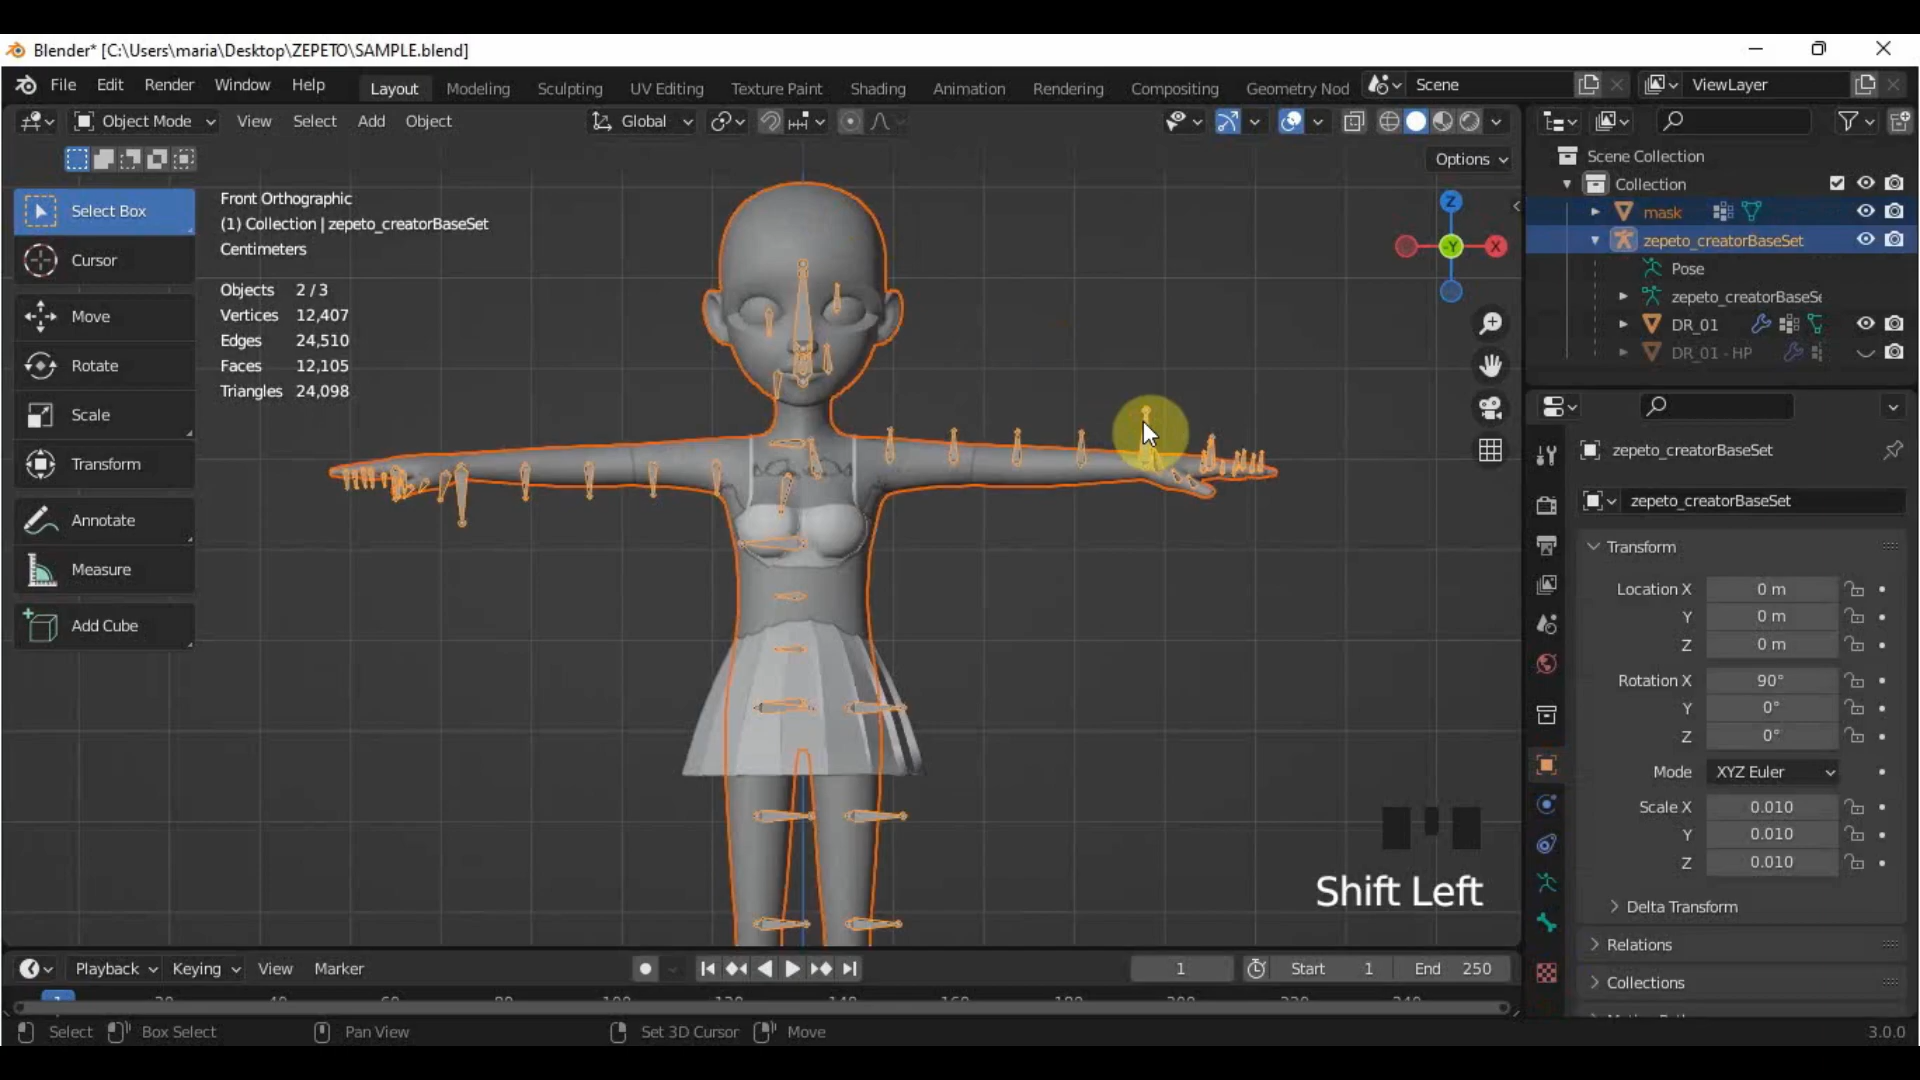 Blender* [C:\Users\maria\Desktop\ZEPETO\SAMPLE.blend]
File Edit Render Window Help Layout Modeling Sculpting UV Editing Texture Paint Shading Animation Rendering Compositing Geometry Nod Scene ViewLayer
Object Mode View Select Add Object Global
Options
Select Box
Cursor
Move
Rotate
Scale
Transform
Annotate
Measure
Add Cube
Front Orthographic
(1) Collection | zepeto_creatorBaseSet
Centimeters
Objects 2 / 3
Vertices 12,407
Edges 24,510
Faces 12,105
Triangles 24,098
Z
-Y
X
Shift Left
Scene Collection
Collection
mask
zepeto_creatorBaseSet
Pose
zepeto_creatorBaseS
DR_01
DR_01 - HP
zepeto_creatorBaseSet
zepeto_creatorBaseSet
Transform
Location X 0 m
Y 0 m
Z 0 m
Rotation X 90°
Y 0°
Z 0°
Mode XYZ Euler
Scale X 0.010
Y 0.010
Z 0.010
Delta Transform
Relations
Collections
Playback Keying View Marker 1 Start 1 End 250
Select Box Select Pan View Set 3D Cursor Move 3.0.0